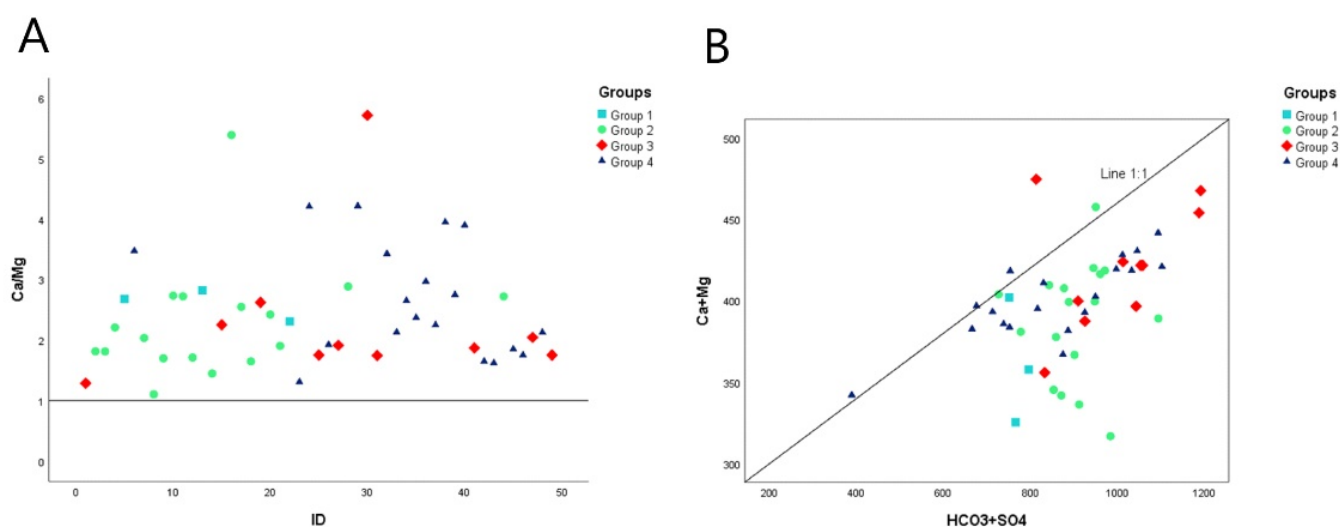 A
Ca/Mg
6
5
4
3
2
1
0
0 10 20 30 40 50
ID
Groups
Group 1
Group 2
Group 3
Group 4
B
Ca+Mg
500
450
400
350
300
Line 1:1
200 400 600 800 1000 1200
HCO3+SO4
Groups
Group 1
Group 2
Group 3
Group 4